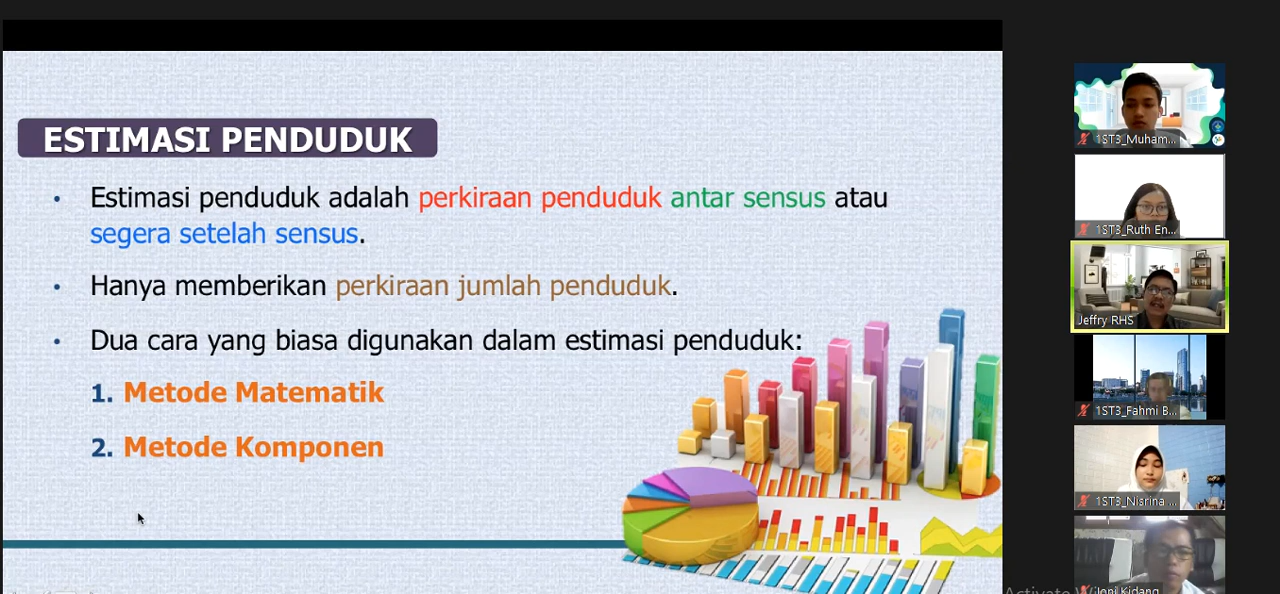 ESTIMASI PENDUDUK
• Estimasi penduduk adalah perkiraan penduduk antar sensus atau
segera setelah sensus.
• Hanya memberikan perkiraan jumlah penduduk.
• Dua cara yang biasa digunakan dalam estimasi penduduk:
1. Metode Matematik
2. Metode Komponen
1ST3_Muham...
1ST3_Ruth En...
Jeffry RHS
1ST3_Fahmi B...
1ST3_Nisrina ...
Joni Kidang
Activate Wi